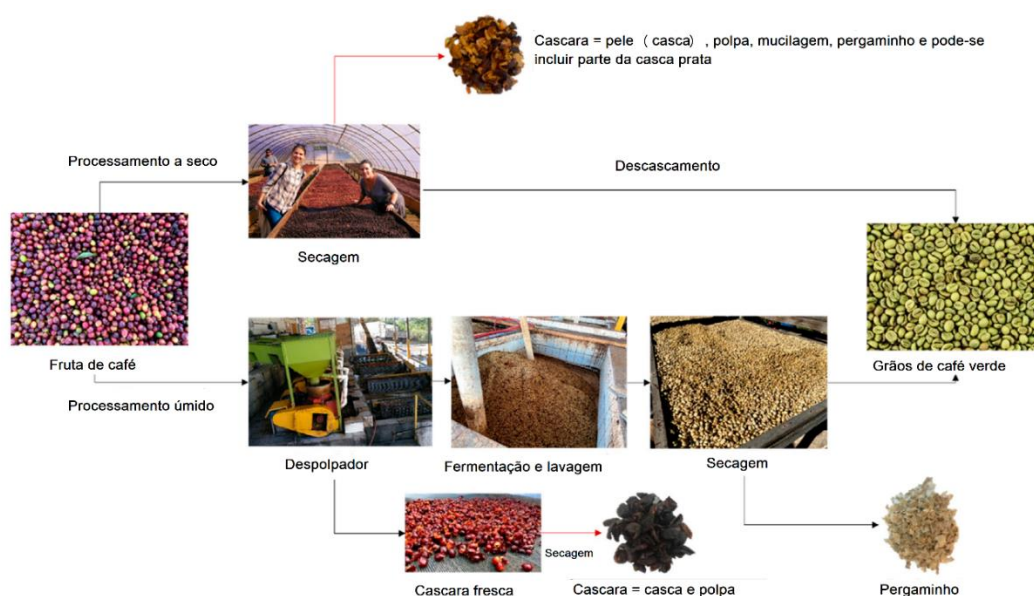 Cascara = pele ( casca) , polpa, mucilagem, pergaminho e pode-se
incluir parte da casca prata
Processamento a seco
Descascamento
Secagem
Fruta de café
Grãos de café verde
Processamento úmido
Despolpador
Fermentação e lavagem
Secagem
Secagem
Cascara fresca
Cascara = casca e polpa
Pergaminho